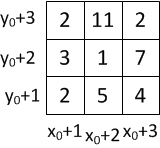 y₀+3 2 11 2
y₀+2 3 1 7
y₀+1 2 5 4
x₀+1 x₀+2 x₀+3